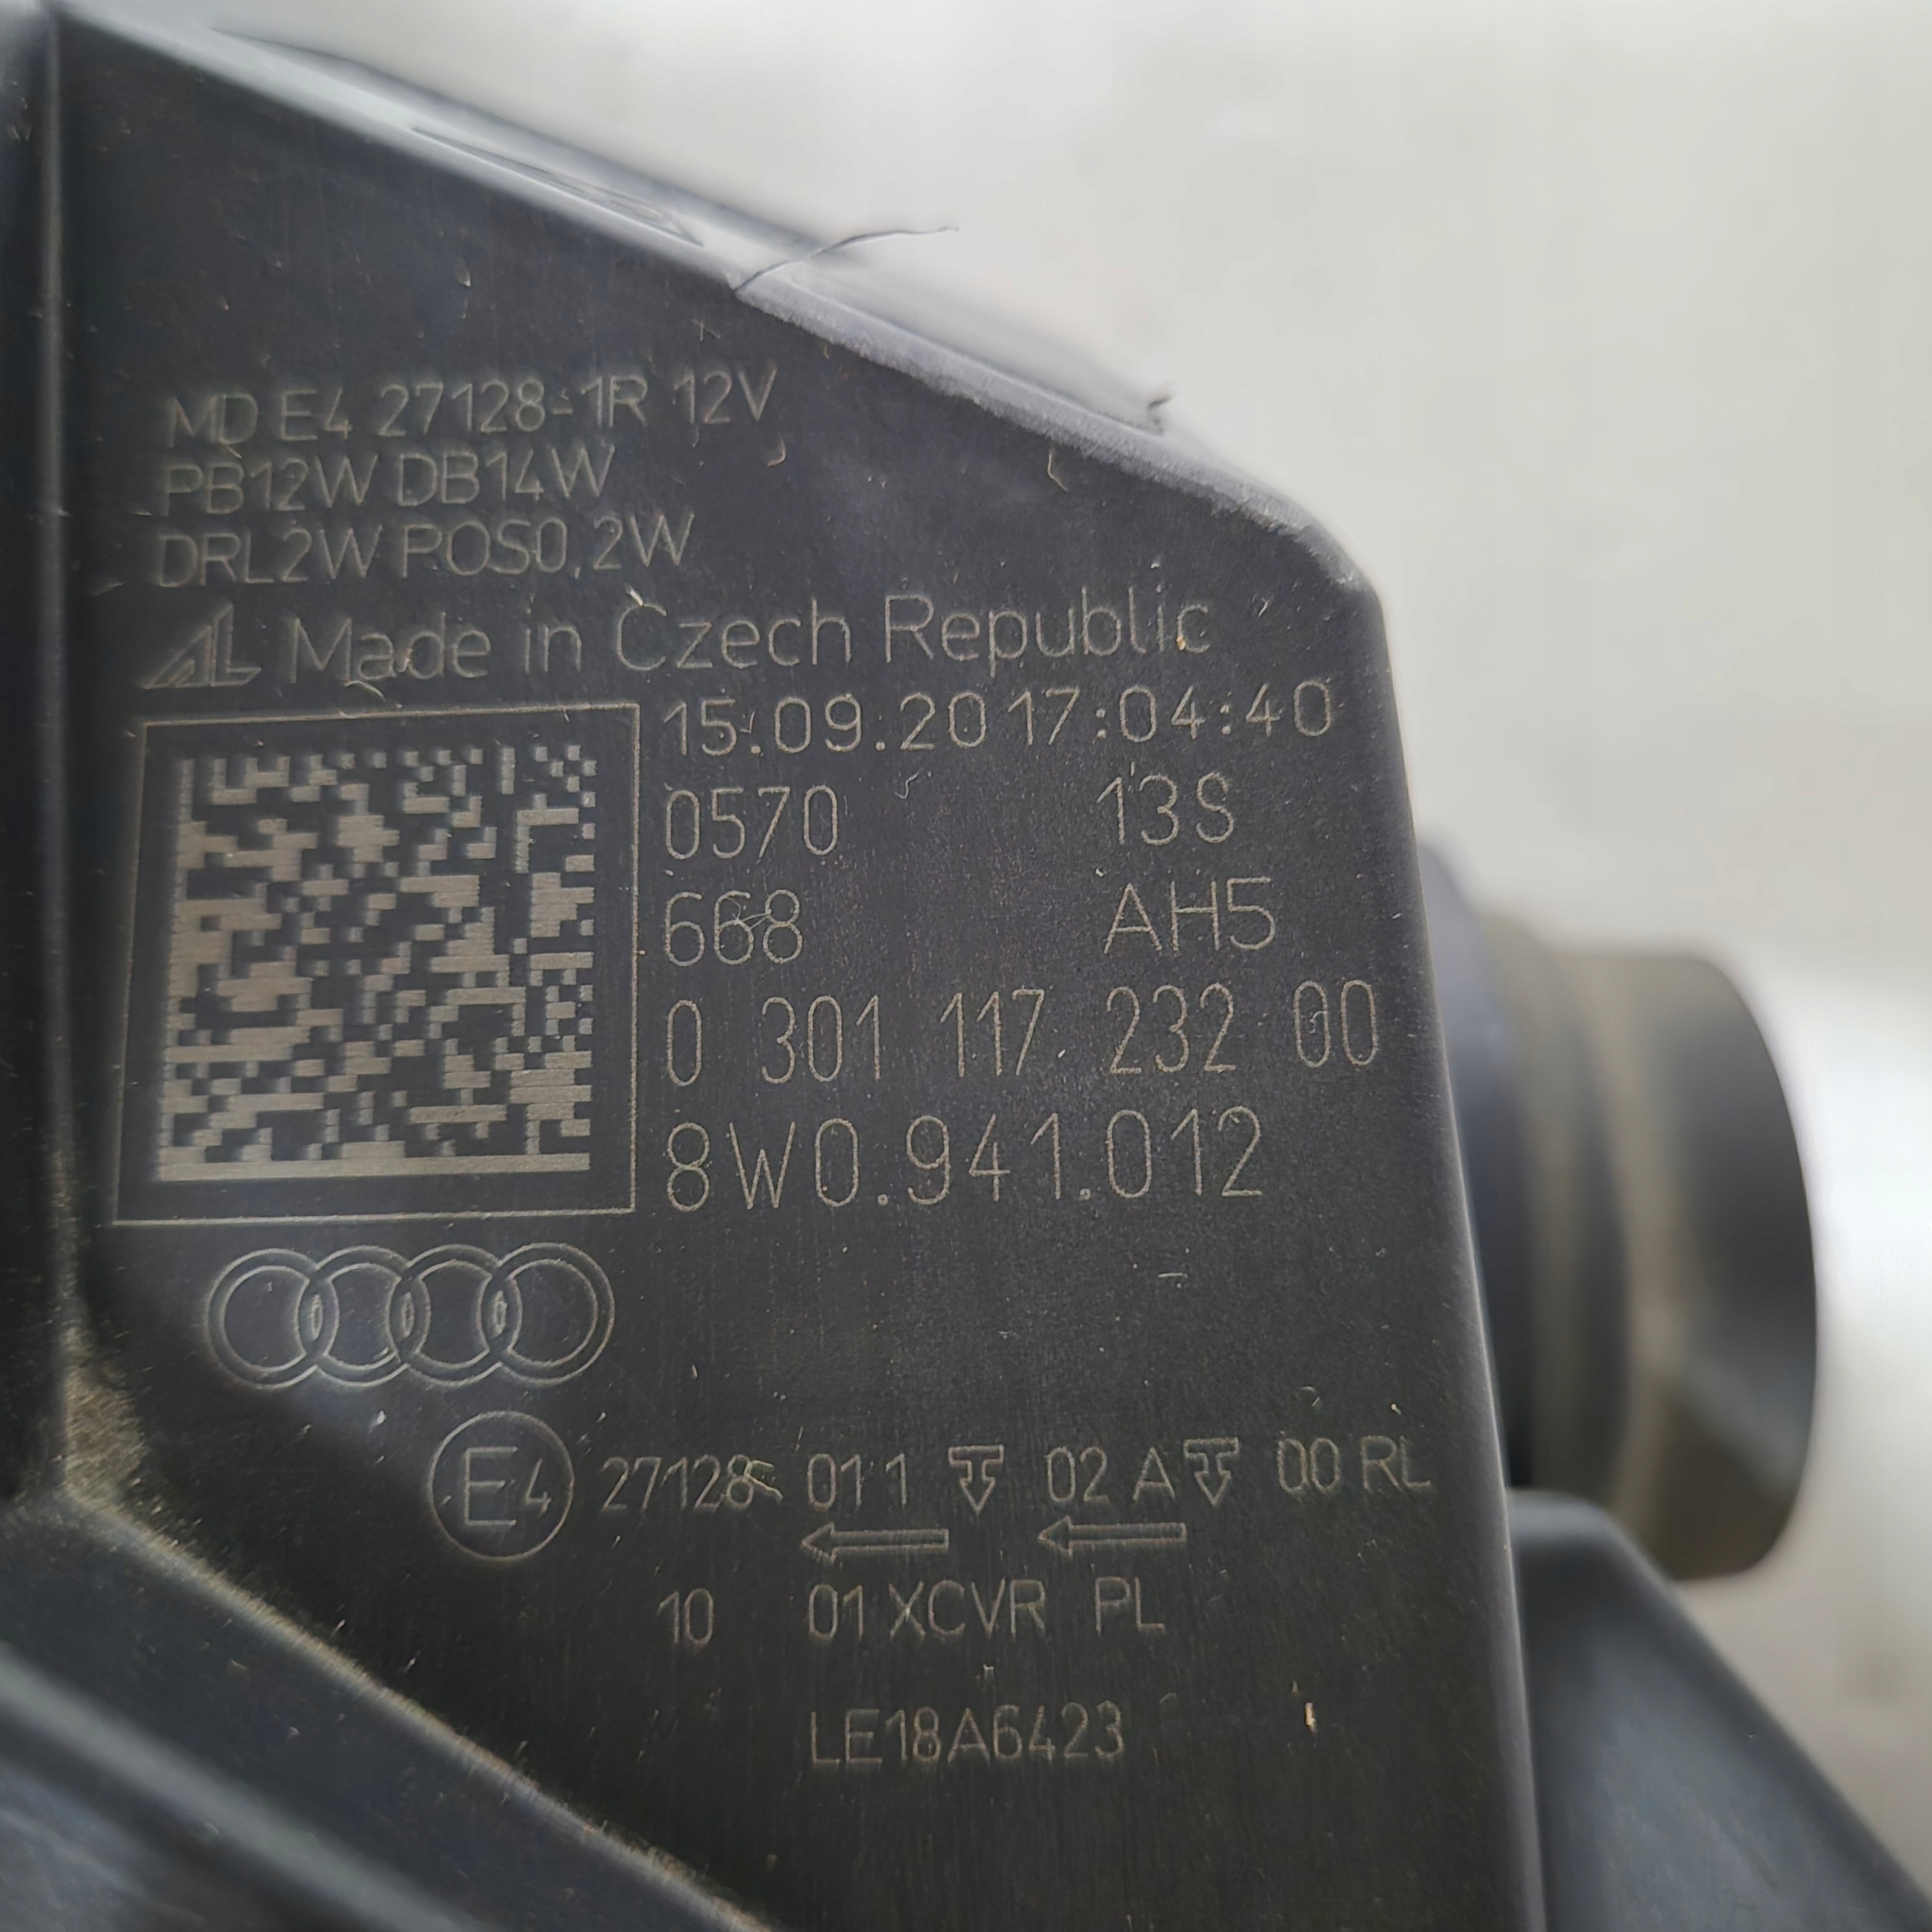 MD E4 27128-1R 12V
PB12W DB14W
DRL2W POS0,2W
AL Made in Czech Republic
15.09.2017:04:40
0570 13S
668 AH5
0 301 117 232 00
8W0.941.012
E4 27128 01 1 02 A 00 RL
10 01 XCVR PL
LE18A6423